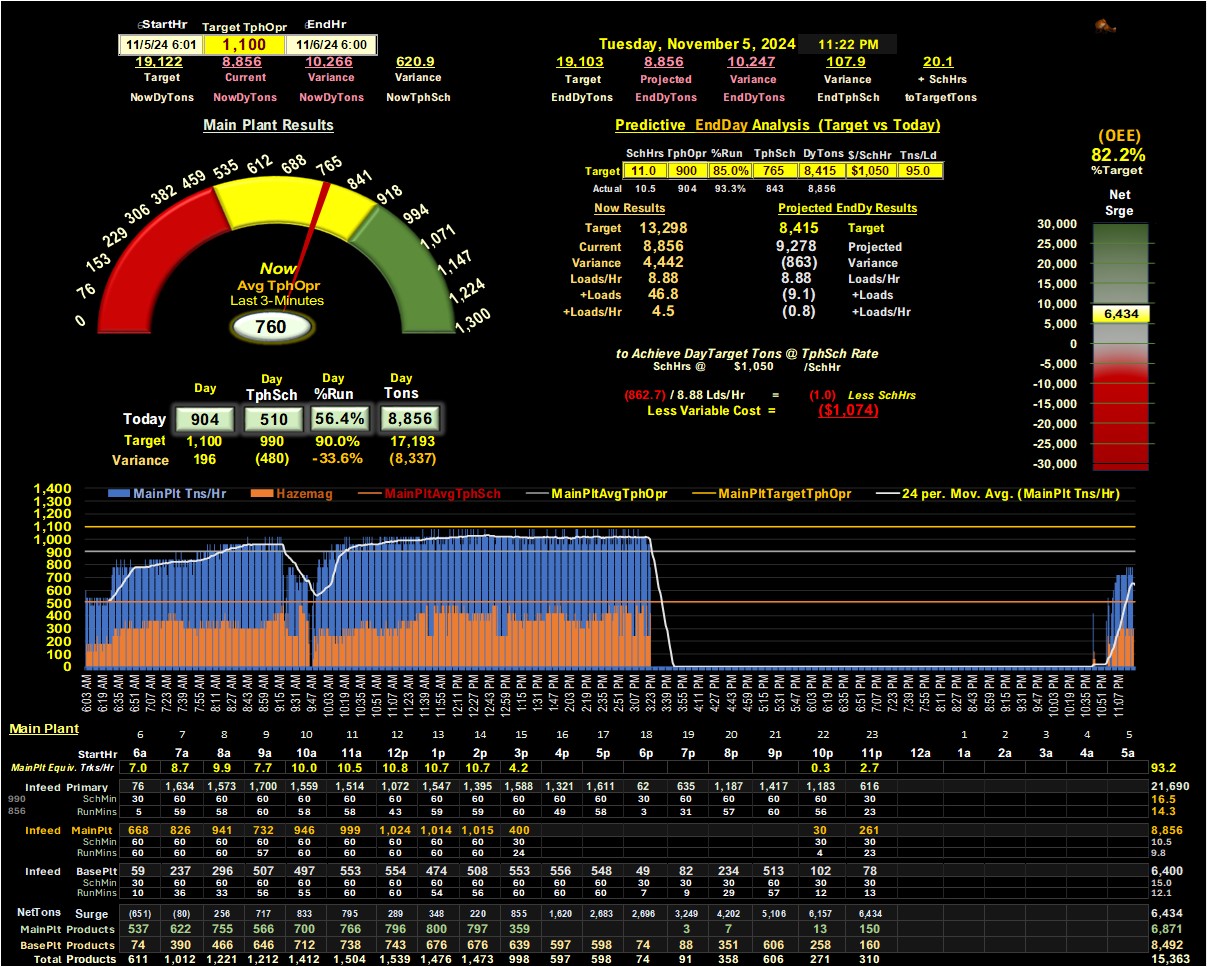 StartHr Target TphOpr EndHr
11/5/24 6:01 1,100 11/6/24 6:00
Tuesday, November 5, 2024 11:22 PM
19,122 8,856 10,266 620.9
Target Current Variance Variance
NowDyTons NowDyTons NowDyTons NowTphSch
19,103 8,856 10,247 107.9 20.1
Target Projected Variance Variance + SchHrs
EndDyTons EndDyTons EndDyTons EndTphSch toTargetTons
Main Plant Results
0 76 153 229 306 382 459 535 612 688 765 841 918 994 1,071 1,147 1,224 1,300
Now
Avg TphOpr
Last 3-Minutes
760
Predictive EndDay Analysis (Target vs Today)
SchHrs TphOpr %Run TphSch DyTons $/SchHr Tns/Ld
Target 11.0 900 85.0% 765 8,415 $1,050 95.0
Actual 10.5 904 93.3% 843 8,856
Now Results Projected EndDy Results
Target 13,298 8,415 Target
Current 8,856 9,278 Projected
Variance 4,442 (863) Variance
Loads/Hr 8.88 8.88 Loads/Hr
+Loads 46.8 (9.1) +Loads
+Loads/Hr 4.5 (0.8) +Loads/Hr
to Achieve DayTarget Tons @ TphSch Rate
SchHrs @ $1,050 /SchHr
(862.7) / 8.88 Lds/Hr = (1.0) Less SchHrs
Less Variable Cost = ($1,074)
(OEE)
82.2%
%Target
Net
Srge
30,000
25,000
20,000
15,000
10,000
6,434
5,000
0
-5,000
-10,000
-15,000
-20,000
-25,000
-30,000
Day Day TphSch Day %Run Day Tons
Today 904 510 56.4% 8,856
Target 1,100 990 90.0% 17,193
Variance 196 (480) -33.6% (8,337)
MainPlt Tns/Hr Hazemag MainPltAvgTphSch MainPltAvgTphOpr MainPltTargetTphOpr 24 per. Mov. Avg. (MainPlt Tns/Hr)
1,400
1,300
1,200
1,100
1,000
900
800
700
600
500
400
300
200
100
0
6:03 AM 6:19 AM 6:35 AM 6:51 AM 7:07 AM 7:23 AM 7:39 AM 7:55 AM 8:11 AM 8:27 AM 8:43 AM 8:59 AM 9:15 AM 9:31 AM 9:47 AM 10:03 AM 10:19 AM 10:35 AM 10:51 AM 11:07 AM 11:23 AM 11:39 AM 11:55 AM 12:11 PM 12:27 PM 12:43 PM 12:59 PM 1:15 PM 1:31 PM 1:47 PM 2:03 PM 2:19 PM 2:35 PM 2:51 PM 3:07 PM 3:23 PM 3:39 PM 3:55 PM 4:11 PM 4:27 PM 4:43 PM 4:59 PM 5:15 PM 5:31 PM 5:47 PM 6:03 PM 6:19 PM 6:35 PM 6:51 PM 7:07 PM 7:23 PM 7:39 PM 7:55 PM 8:11 PM 8:27 PM 8:43 PM 8:59 PM 9:15 PM 9:31 PM 9:47 PM 10:03 PM 10:19 PM 10:35 PM 10:51 PM 11:07 PM
Main Plant 6 7 8 9 10 11 12 13 14 15 16 17 18 19 20 21 22 23 1 2 3 4 5
StartHr 6a 7a 8a 9a 10a 11a 12p 1p 2p 3p 4p 5p 6p 7p 8p 9p 10p 11p 12a 1a 2a 3a 4a 5a
MainPlt Equiv. Trks/Hr 7.0 8.7 9.9 7.7 10.0 10.5 10.8 10.7 10.7 4.2 0.3 2.7 93.2
Infeed Primary 76 1,634 1,573 1,700 1,559 1,514 1,072 1,547 1,395 1,588 1,321 1,611 62 635 1,187 1,417 1,183 616 21,690
990 SchMin 30 60 60 60 60 60 60 60 60 60 60 60 30 60 60 60 60 30 16.5
856 RunMins 5 59 58 60 58 58 43 59 59 60 49 58 3 31 57 60 56 23 14.3
Infeed MainPlt 668 826 941 732 946 999 1,024 1,014 1,015 400 30 261 8,856
SchMin 60 60 60 60 60 60 60 60 60 30 30 30 10.5
RunMins 60 60 60 57 60 60 60 60 60 24 4 23 9.8
Infeed BasePlt 59 237 296 507 497 553 554 474 508 553 556 548 49 82 234 513 102 78 6,400
SchMin 30 60 60 60 60 60 60 60 60 60 60 60 30 30 60 60 30 30 15.0
RunMins 10 36 33 56 55 60 60 54 56 60 60 60 7 9 29 57 12 13 12.1
NetTons Surge (651) (80) 256 717 833 795 289 348 220 855 1,620 2,683 2,696 3,249 4,202 5,106 6,157 6,434 6,434
MainPlt Products 537 622 755 566 700 766 796 800 797 359 3 7 13 150 6,871
BasePlt Products 74 390 466 646 712 738 743 676 676 639 597 598 74 88 351 606 258 160 8,492
Total Products 611 1,012 1,221 1,212 1,412 1,504 1,539 1,476 1,473 998 597 598 74 91 358 606 271 310 15,363